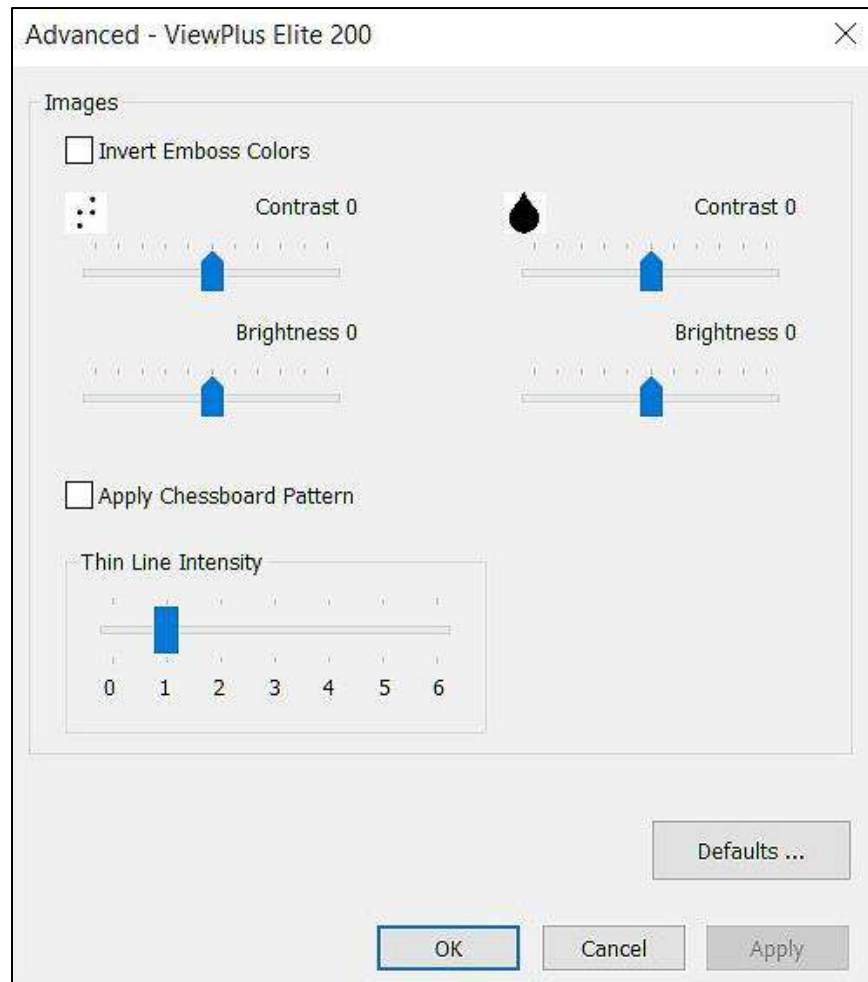 Advanced - ViewPlus Elite 200
Images
Invert Emboss Colors
Contrast 0
Contrast 0
Brightness 0
Brightness 0
Apply Chessboard Pattern
Thin Line Intensity
0 1 2 3 4 5 6
Defaults ...
OK Cancel Apply